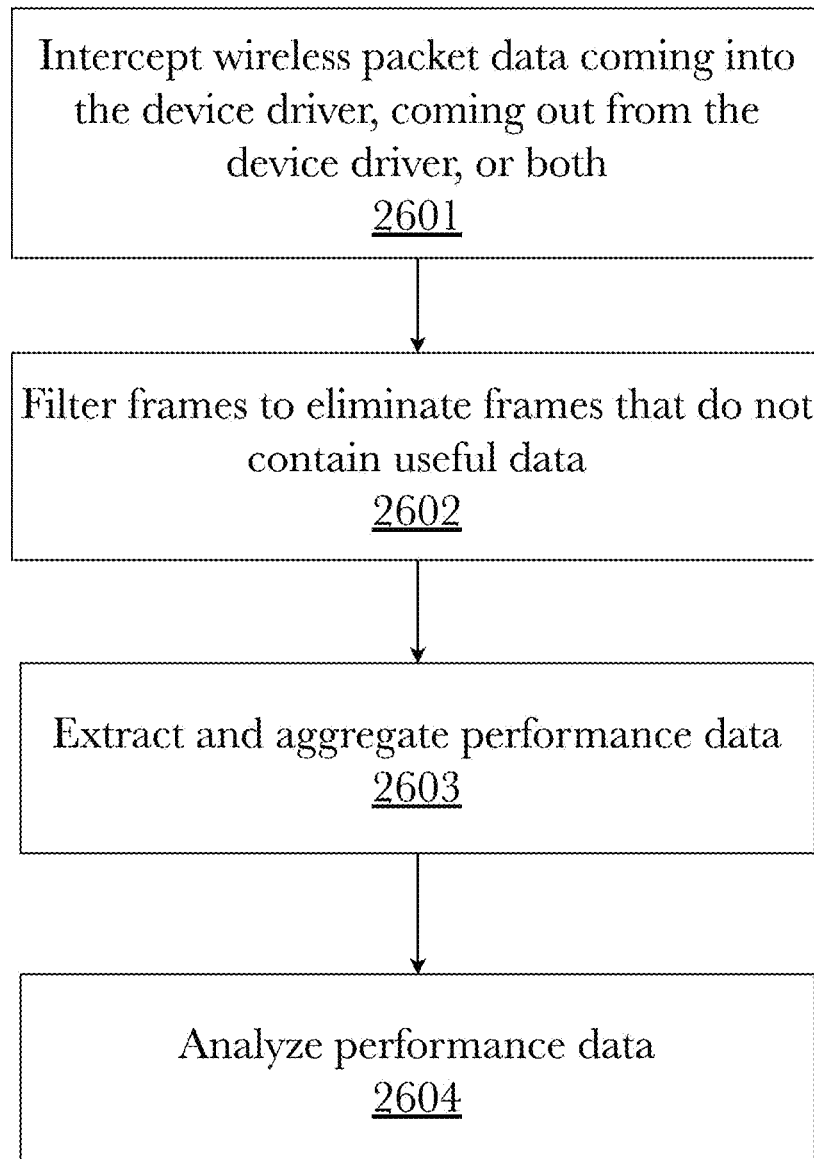 Intercept wireless packet data coming into
the device driver, coming out from the
device driver, or both
2601
Filter frames to eliminate frames that do not
contain useful data
2602
Extract and aggregate performance data
2603
Analyze performance data
2604